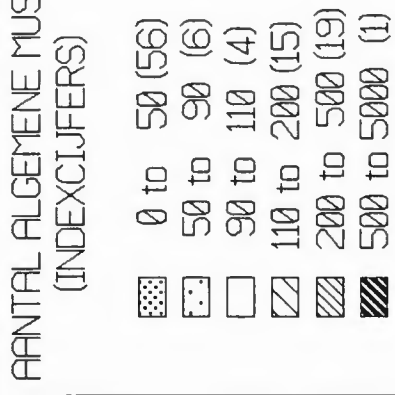 AANTAL ALGEMENE MUS
(INDEXCIJFERS)
0 to 50 (56)
50 to 90 (6)
90 to 110 (4)
110 to 200 (15)
200 to 500 (19)
500 to 5000 (1)